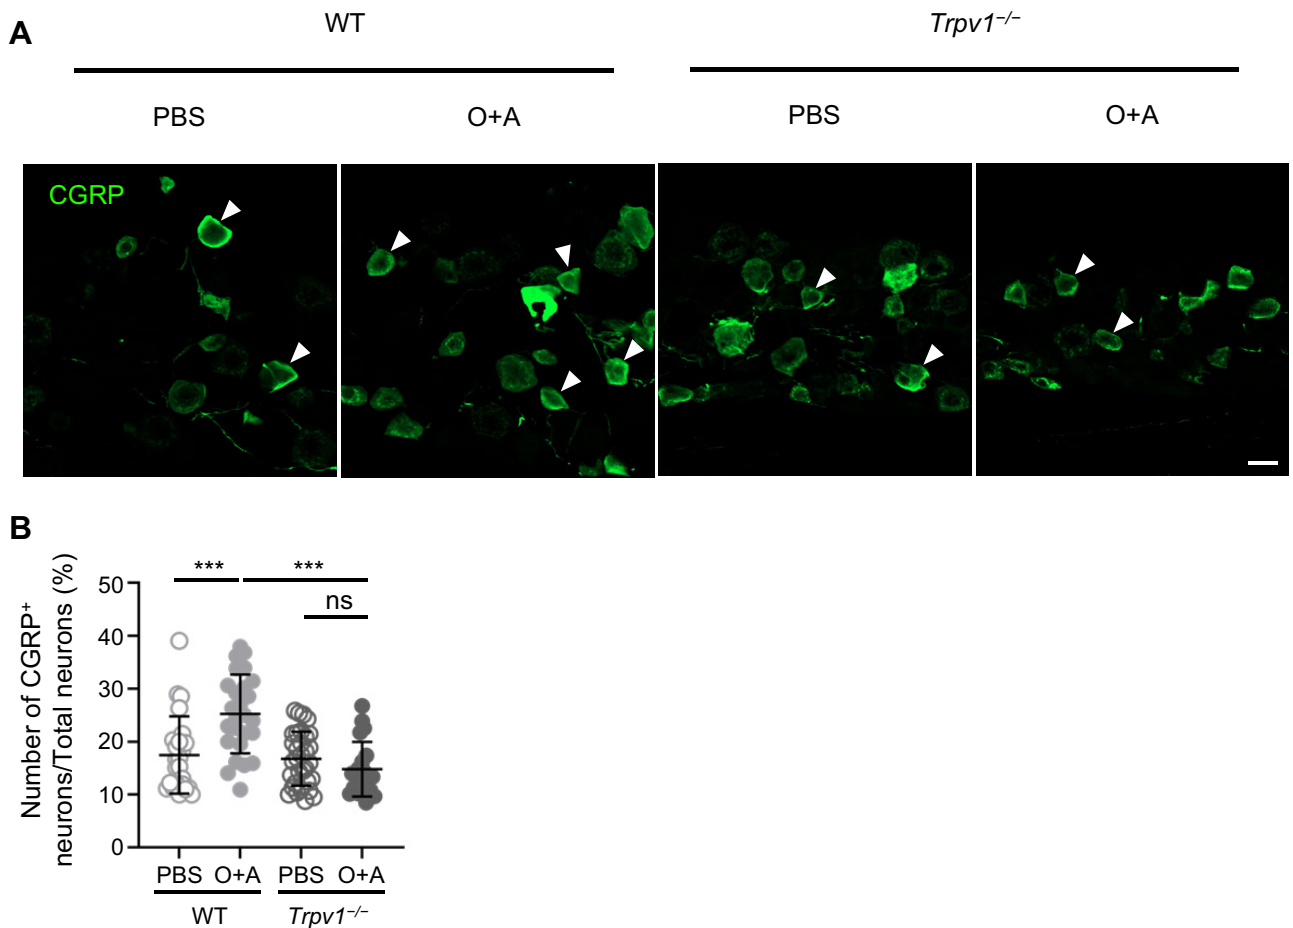 A
WT
Trpv1⁻/⁻
PBS
O+A
PBS
O+A
CGRP
B
Number of CGRP⁺
neurons/Total neurons (%)
50
40
30
20
10
0
***
***
ns
PBS
O+A
PBS
O+A
WT
Trpv1⁻/⁻